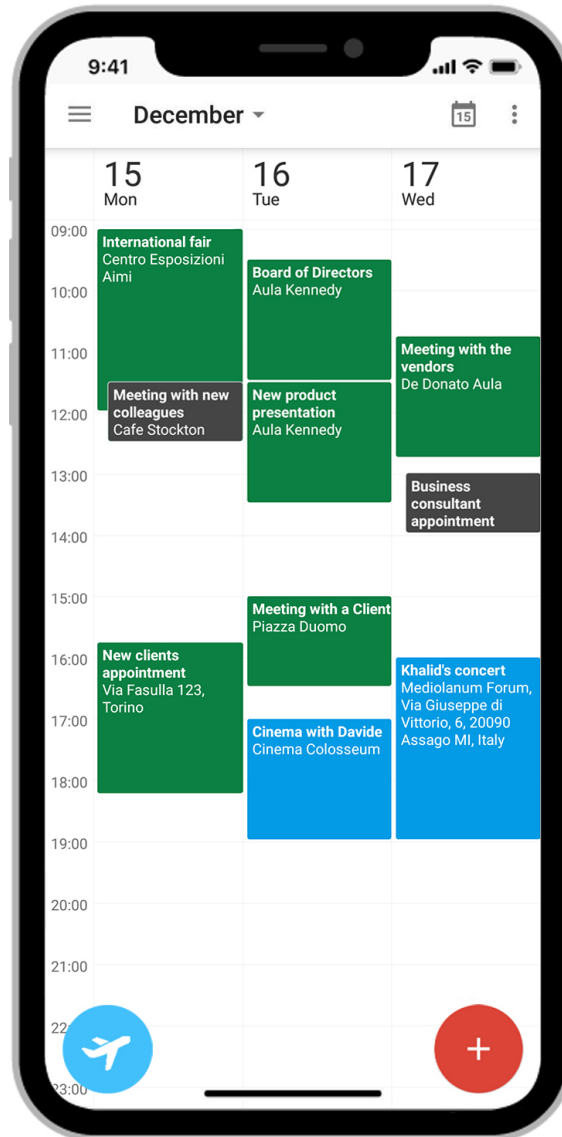 9:41
December
15
15
Mon
16
Tue
17
Wed
09:00
10:00
11:00
12:00
13:00
14:00
15:00
16:00
17:00
18:00
19:00
20:00
21:00
22
23:00
International fair
Centro Esposizioni
Aimi
Meeting with new
colleagues
Cafe Stockton
New clients
appointment
Via Fasulla 123,
Torino
Board of Directors
Aula Kennedy
New product
presentation
Aula Kennedy
Meeting with a Client
Piazza Duomo
Cinema with Davide
Cinema Colosseum
Meeting with the
vendors
De Donato Aula
Business
consultant
appointment
Khalid's concert
Mediolanum Forum,
Via Giuseppe di
Vittorio, 6, 20090
Assago MI, Italy